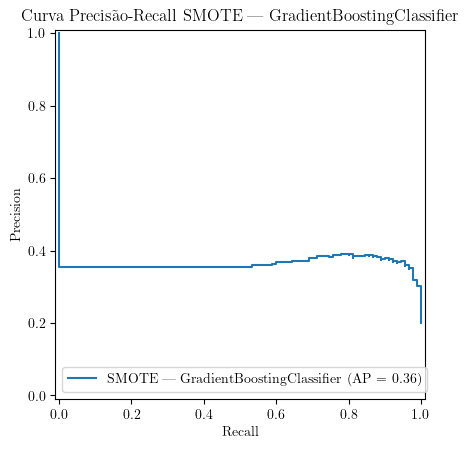 Curva Precisão-Recall SMOTE — GradientBoostingClassifier
1.0
0.8
0.6
0.4
0.2
0.0
Precision
SMOTE — GradientBoostingClassifier (AP = 0.36)
0.0 0.2 0.4 0.6 0.8 1.0
Recall